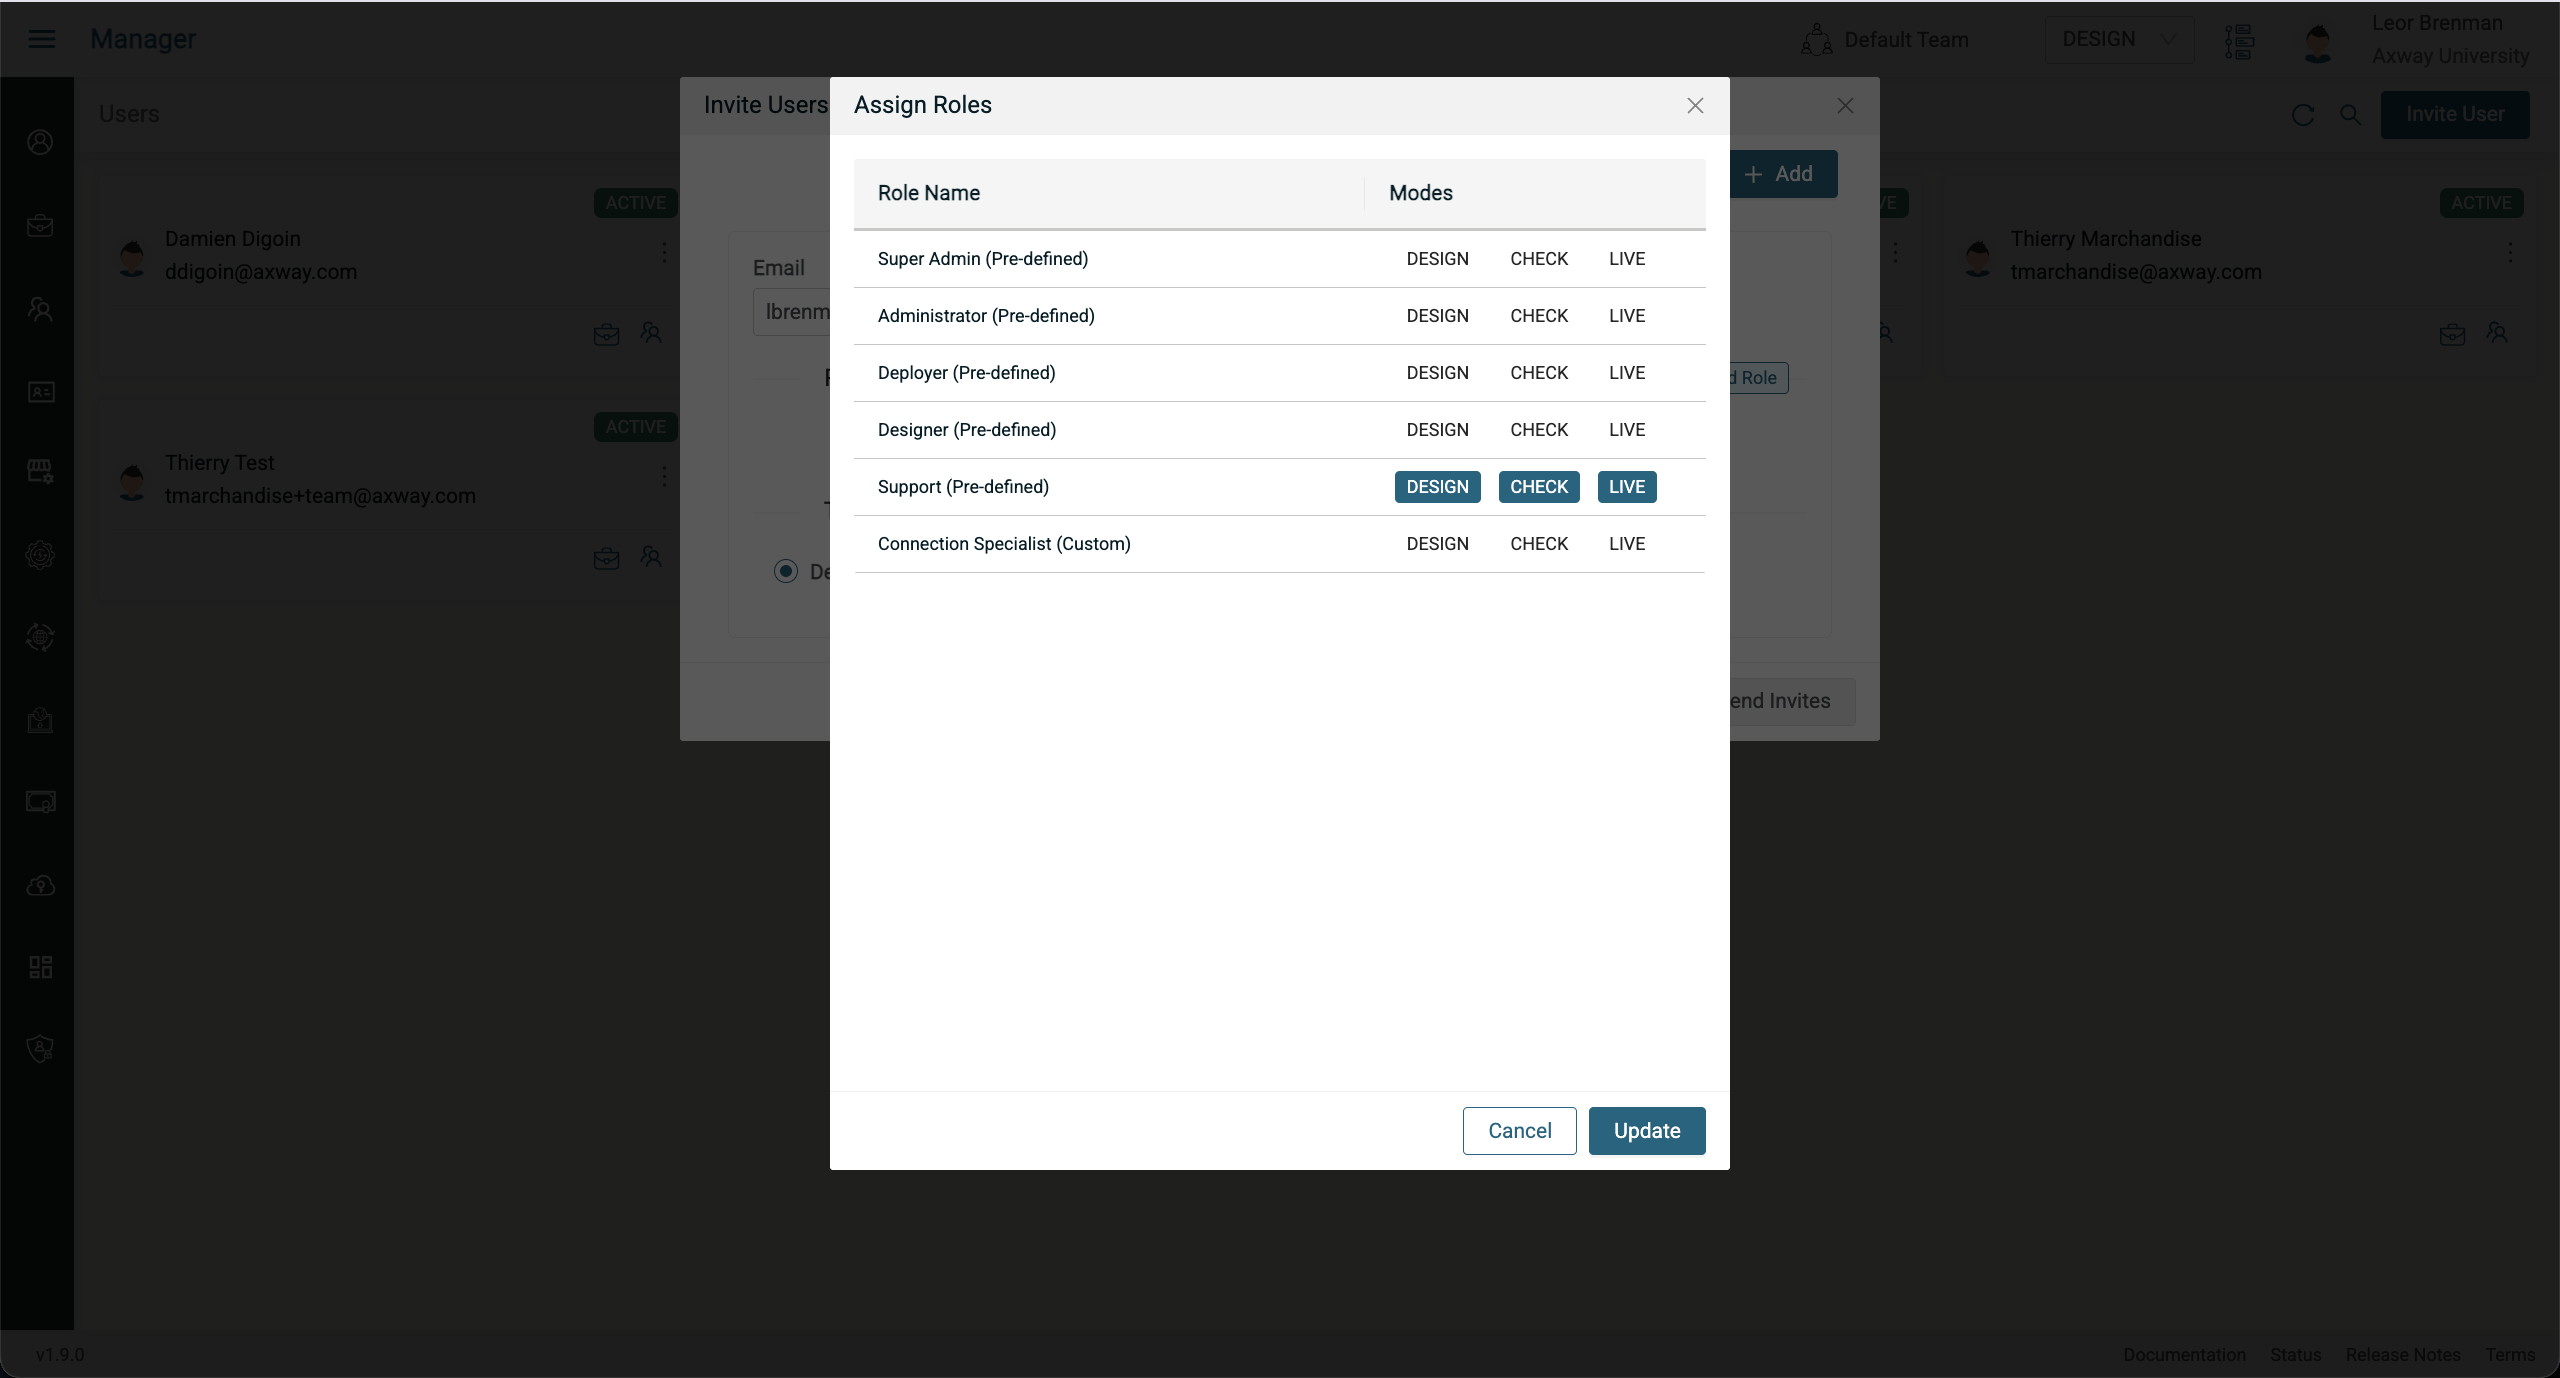 Manager
Default Team
DESIGN
Leor Brenman
Axway University
Users
Invite User
Invite Users
Assign Roles
Add
Role Name
Modes
Super Admin (Pre-defined) DESIGN CHECK LIVE
Administrator (Pre-defined) DESIGN CHECK LIVE
Deployer (Pre-defined) DESIGN CHECK LIVE
Designer (Pre-defined) DESIGN CHECK LIVE
Support (Pre-defined) DESIGN CHECK LIVE
Connection Specialist (Custom) DESIGN CHECK LIVE
Cancel
Update
ACTIVE
Damien Digoin
ddigoin@axway.com
ACTIVE
Thierry Test
tmarchandise+team@axway.com
Email
lbrenm
Role
end Invites
ACTIVE
Thierry Marchandise
tmarchandise@axway.com
v1.9.0
Documentation Status Release Notes Terms